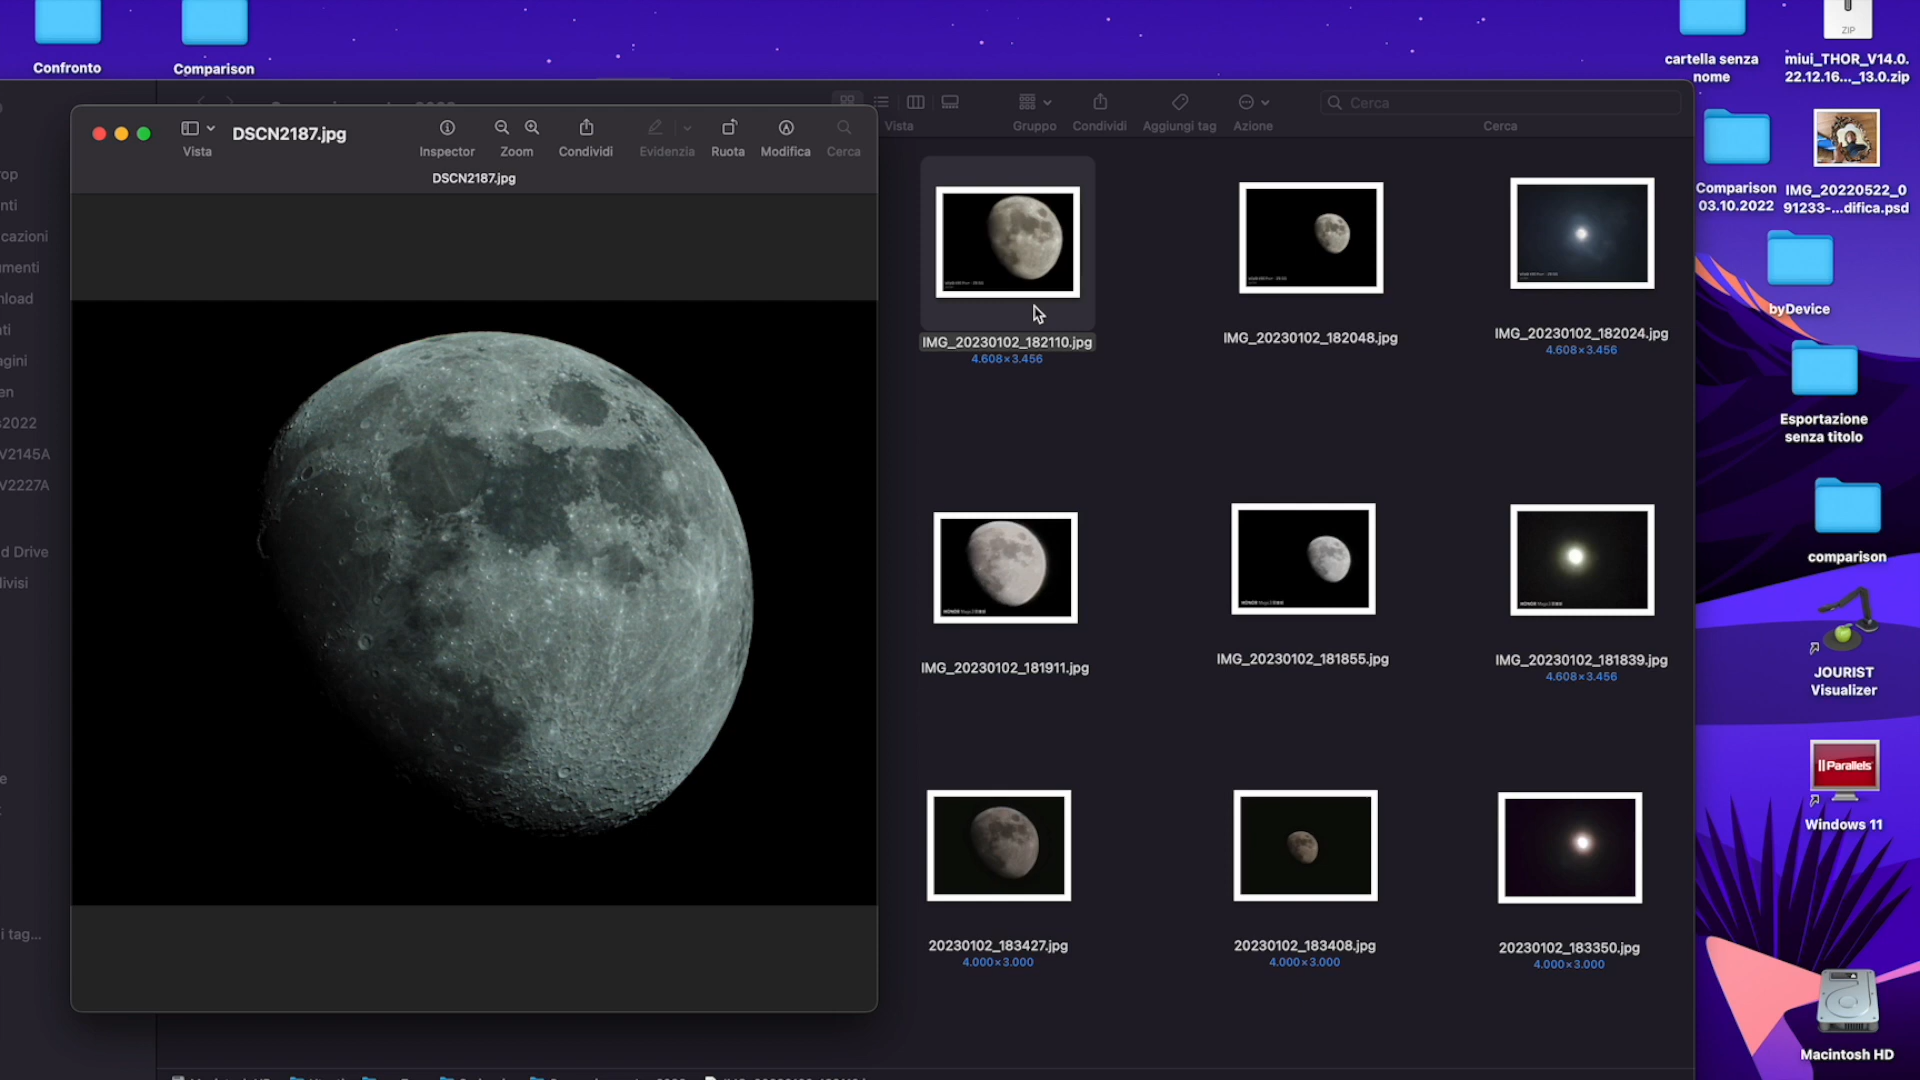 Confronto
Comparison
cartella senza
nome
miui_THOR_V14.0.
22.12.16..._13.0.zip
ZIP
Vista
Gruppo
Condividi
Aggiungi tag
Azione
Cerca
Cerca
Vista
DSCN2187.jpg
Inspector
Zoom
Condividi
Evidenzia
Ruota
Modifica
Cerca
DSCN2187.jpg
rop
nti
cazioni
menti
nload
ti
agini
en
s2022
V2145A
V2227A
d Drive
livisi
e
i tag...
IMG_20230102_182110.jpg
4.608×3.456
IMG_20230102_182048.jpg
IMG_20230102_182024.jpg
4.608×3.456
IMG_20230102_181911.jpg
IMG_20230102_181855.jpg
IMG_20230102_181839.jpg
4.608×3.456
20230102_183427.jpg
4.000×3.000
20230102_183408.jpg
4.000×3.000
20230102_183350.jpg
4.000×3.000
Comparison
03.10.2022
IMG_20220522_0
91233-...difica.psd
byDevice
Esportazione
senza titolo
comparison
JOURIST
Visualizer
Parallels
Windows 11
Macintosh HD